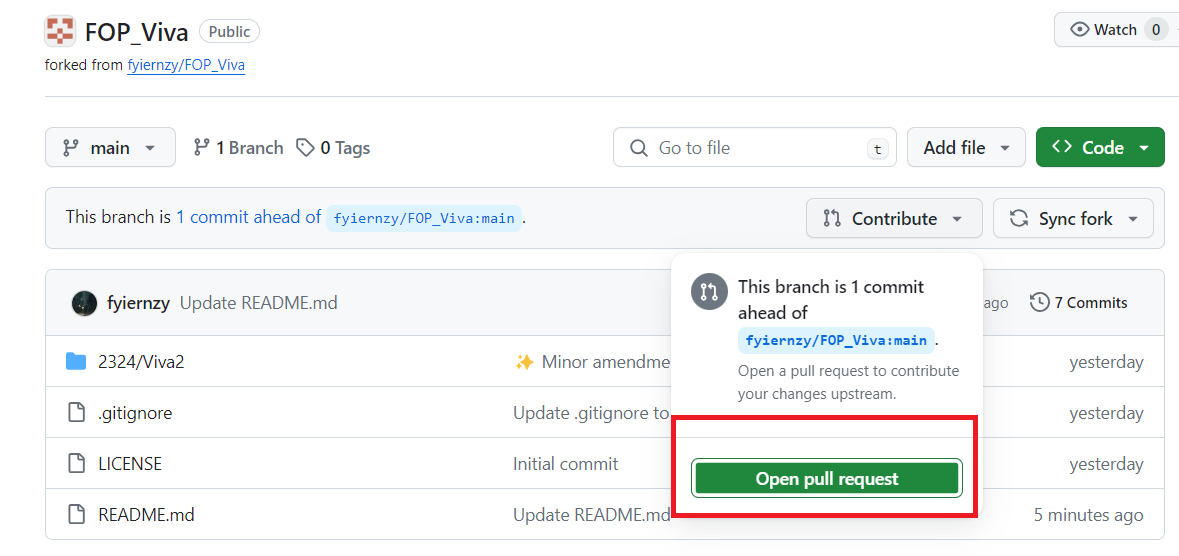 FOP_Viva Public
Watch 0
forked from fyiernzy/FOP_Viva
main 1 Branch 0 Tags Go to file t Add file Code
This branch is 1 commit ahead of fyiernzy/FOP_Viva:main . Contribute Sync fork
fyiernzy Update README.md ago 7 Commits
2324/Viva2 ✨ Minor amendme yesterday
.gitignore Update .gitignore to yesterday
LICENSE Initial commit yesterday
README.md Update README.md 5 minutes ago
This branch is 1 commit
ahead of
fyiernzy/FOP_Viva:main .
Open a pull request to contribute
your changes upstream.
Open pull request